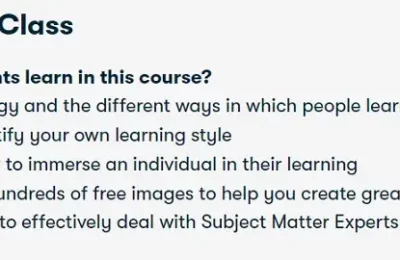 Class
nts learn in this course?
gy and the different ways in which people lear
tify your own learning style
to immerse an individual in their learning
undreds of free images to help you create grea
to effectively deal with Subject Matter Experts